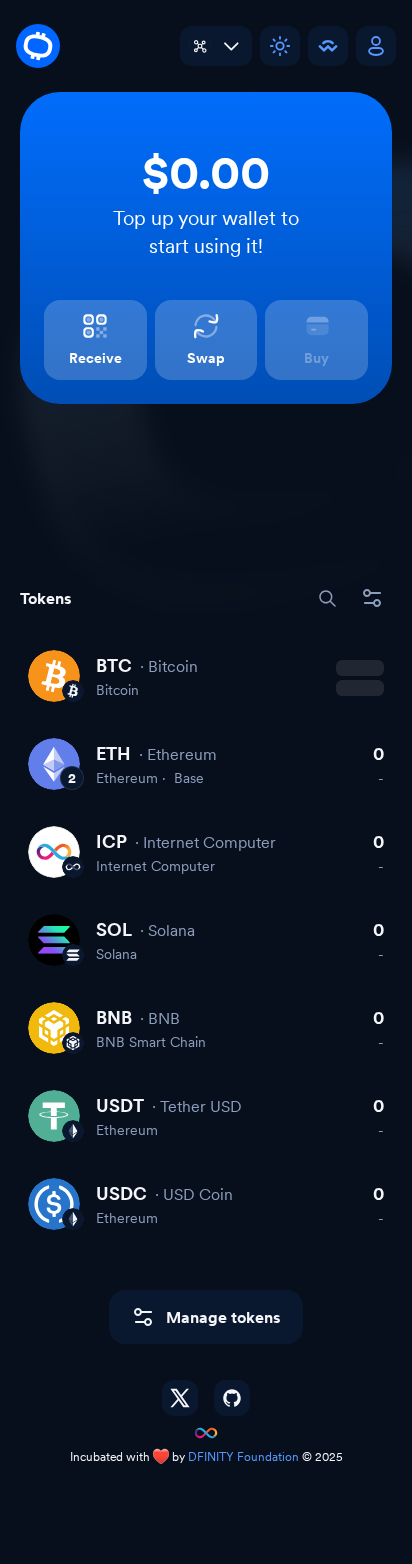 $0.00
Top up your wallet to
start using it!
Receive
Swap
Buy
Tokens
BTC · Bitcoin
Bitcoin
ETH · Ethereum
0
2
Ethereum · Base
-
ICP · Internet Computer
0
Internet Computer
-
SOL · Solana
0
Solana
-
BNB · BNB
0
BNB Smart Chain
-
USDT · Tether USD
0
Ethereum
-
USDC · USD Coin
0
Ethereum
-
Manage tokens
Incubated with ❤️ by DFINITY Foundation © 2025